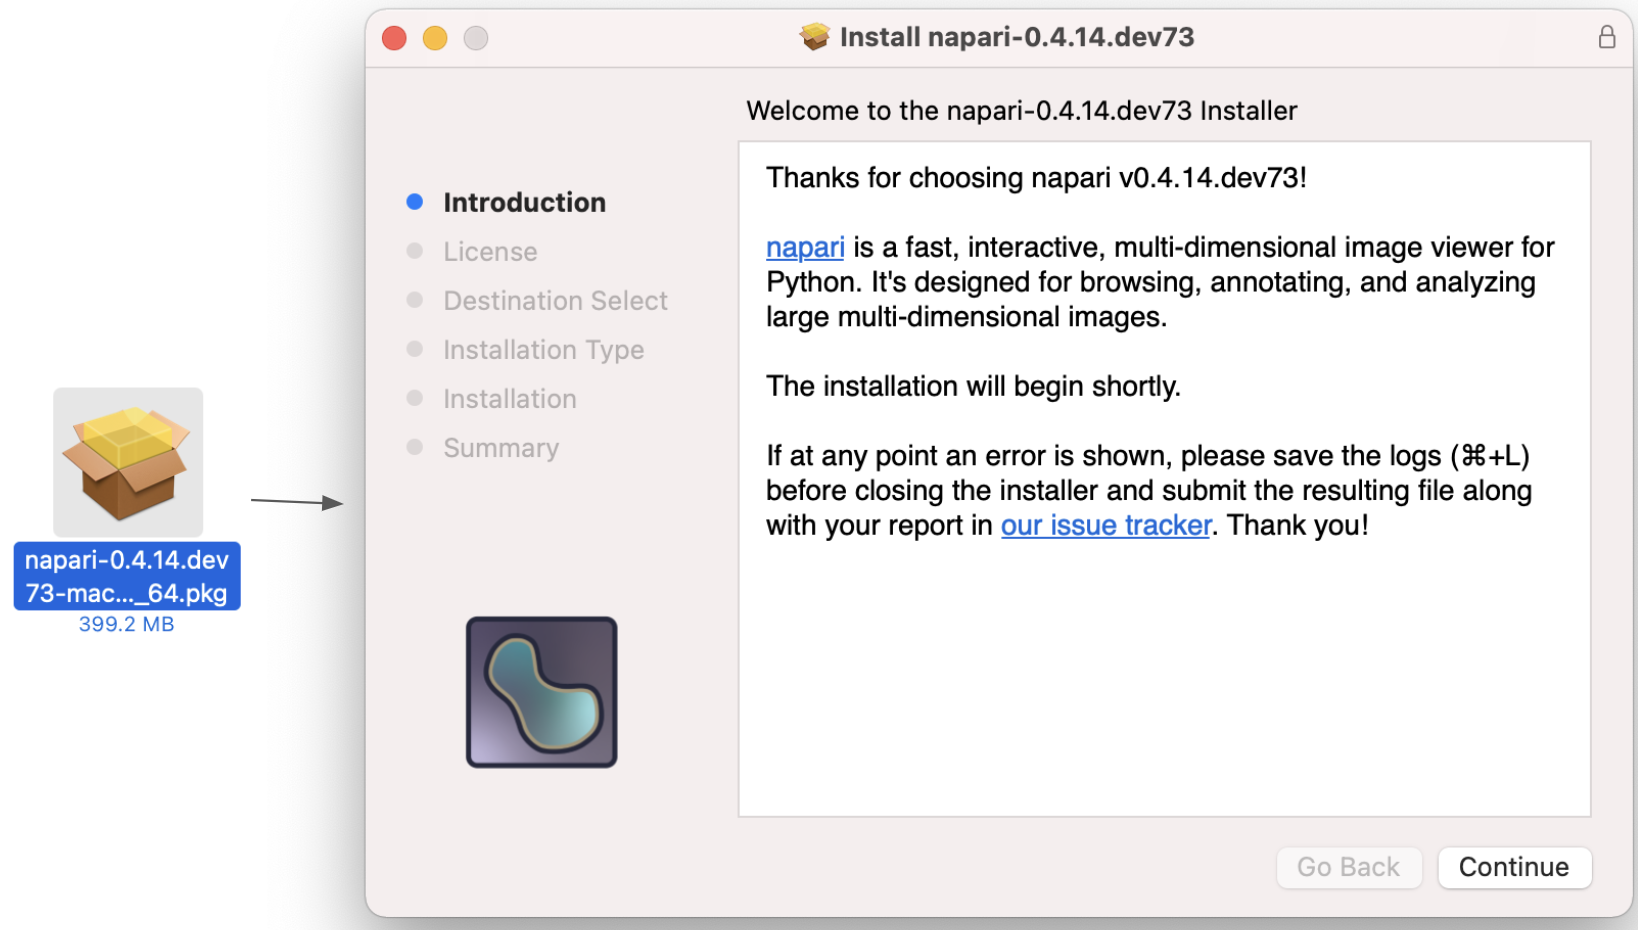 Install napari-0.4.14.dev73
Welcome to the napari-0.4.14.dev73 Installer
Introduction
License
Destination Select
Installation Type
Installation
Summary
Thanks for choosing napari v0.4.14.dev73!
napari is a fast, interactive, multi-dimensional image viewer for
Python. It's designed for browsing, annotating, and analyzing
large multi-dimensional images.
The installation will begin shortly.
If at any point an error is shown, please save the logs (⌘+L)
before closing the installer and submit the resulting file along
with your report in our issue tracker. Thank you!
napari-0.4.14.dev
73-mac..._64.pkg
399.2 MB
Go Back
Continue